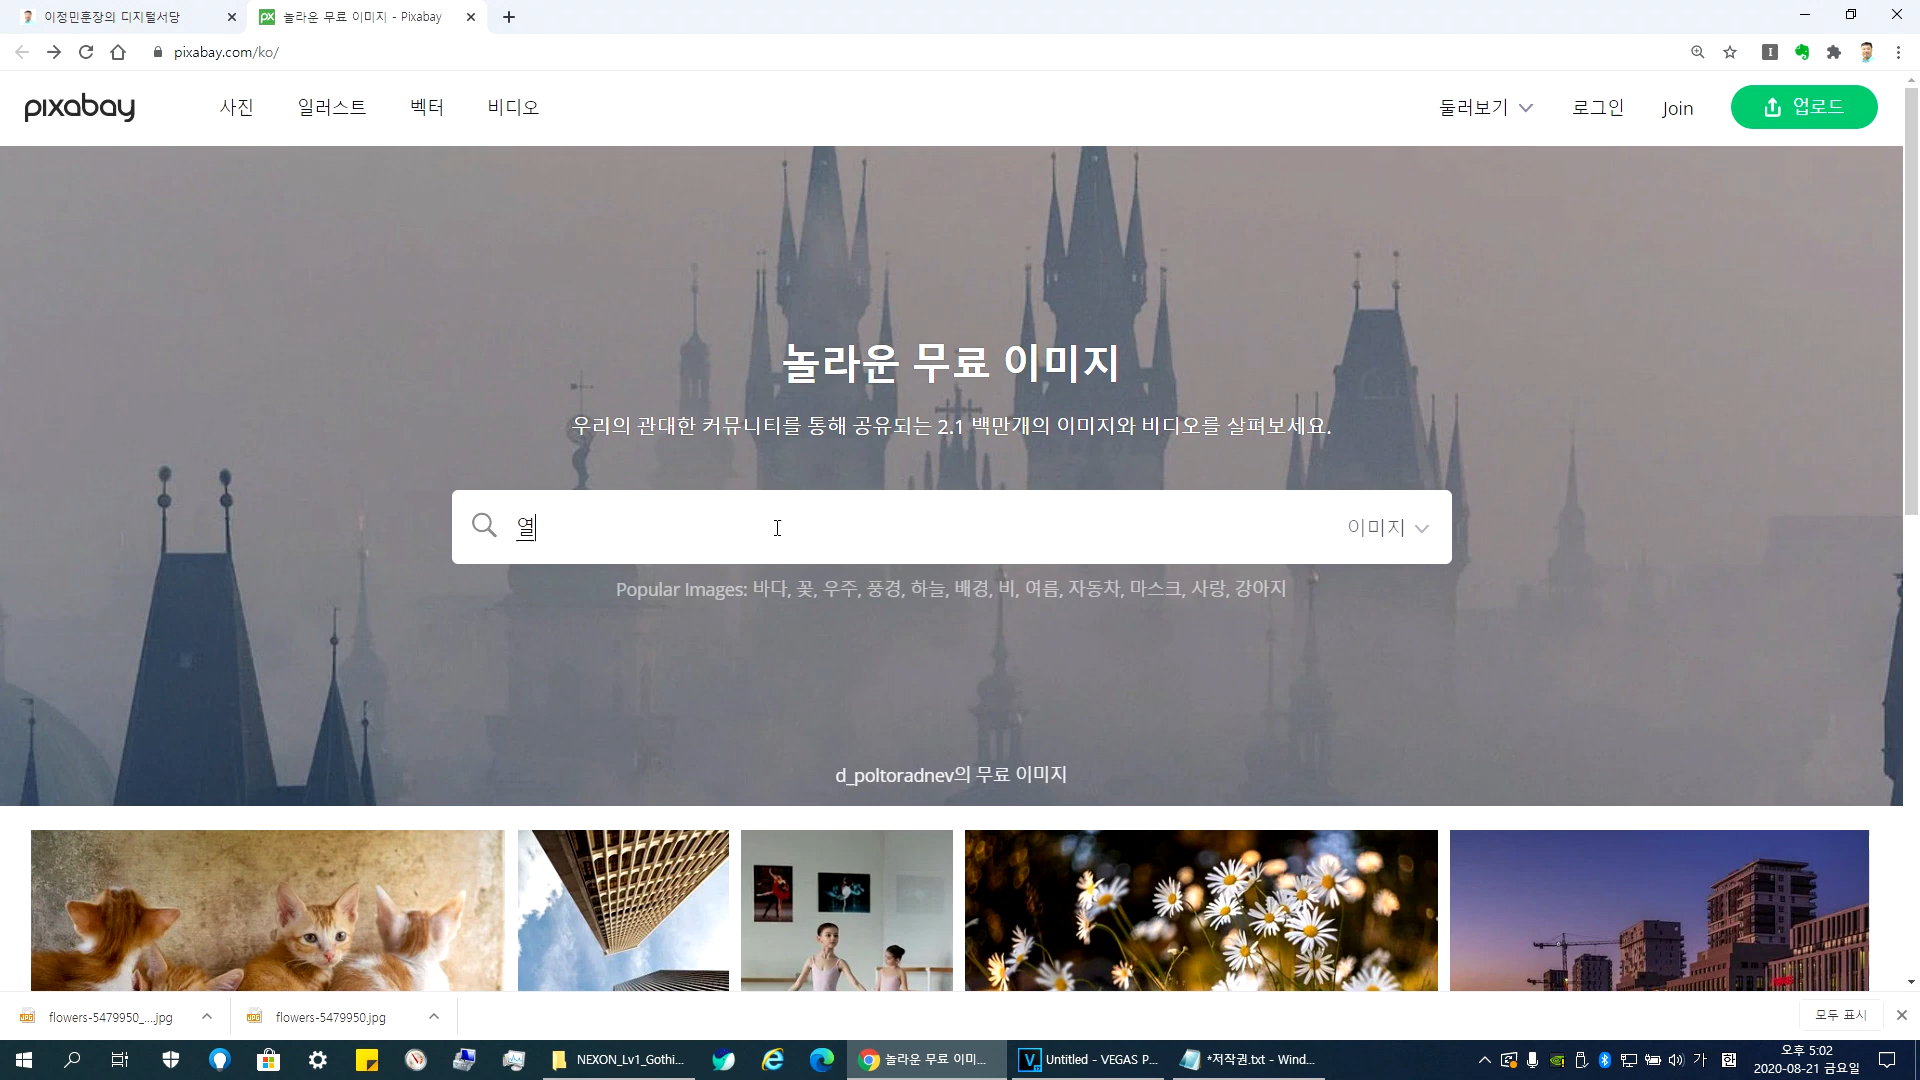 이정민훈장의 디지털서당
놀라운 무료 이미지 - Pixabay
pixabay.com/ko/
pixabay
사진
일러스트
벡터
비디오
둘러보기
로그인
Join
업로드
놀라운 무료 이미지
우리의 관대한 커뮤니티를 통해 공유되는 2.1 백만개의 이미지와 비디오를 살펴보세요.
열
이미지
Popular Images: 바다, 꽃, 우주, 풍경, 하늘, 배경, 비, 여름, 자동차, 마스크, 사랑, 강아지
d_poltoradnev의 무료 이미지
flowers-5479950_....jpg
flowers-5479950.jpg
모두 표시
NEXON_Lv1_Gothi...
놀라운 무료 이미...
Untitled - VEGAS P...
*저작권.txt - Wind...
가
한
오후 5:02
2020-08-21 금요일